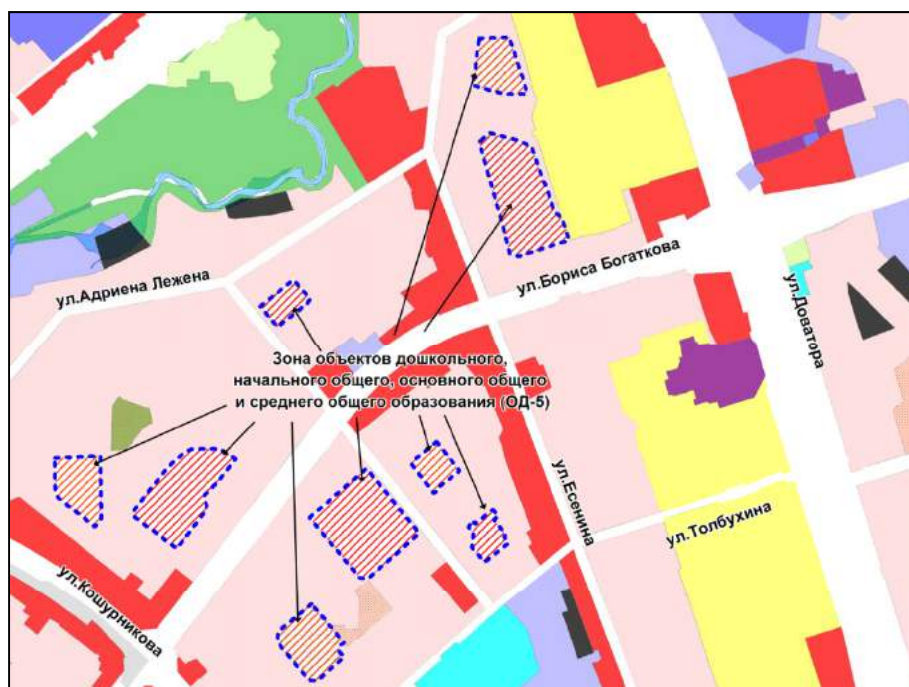 ул.Адриена Лежена
ул.Бориса Богаткова
ул.Доватора
Зона объектов дошкольного,
начального общего, основного общего
и среднего общего образования (ОД-5)
ул.Есенина
ул.Толбухина
ул.Кошурникова